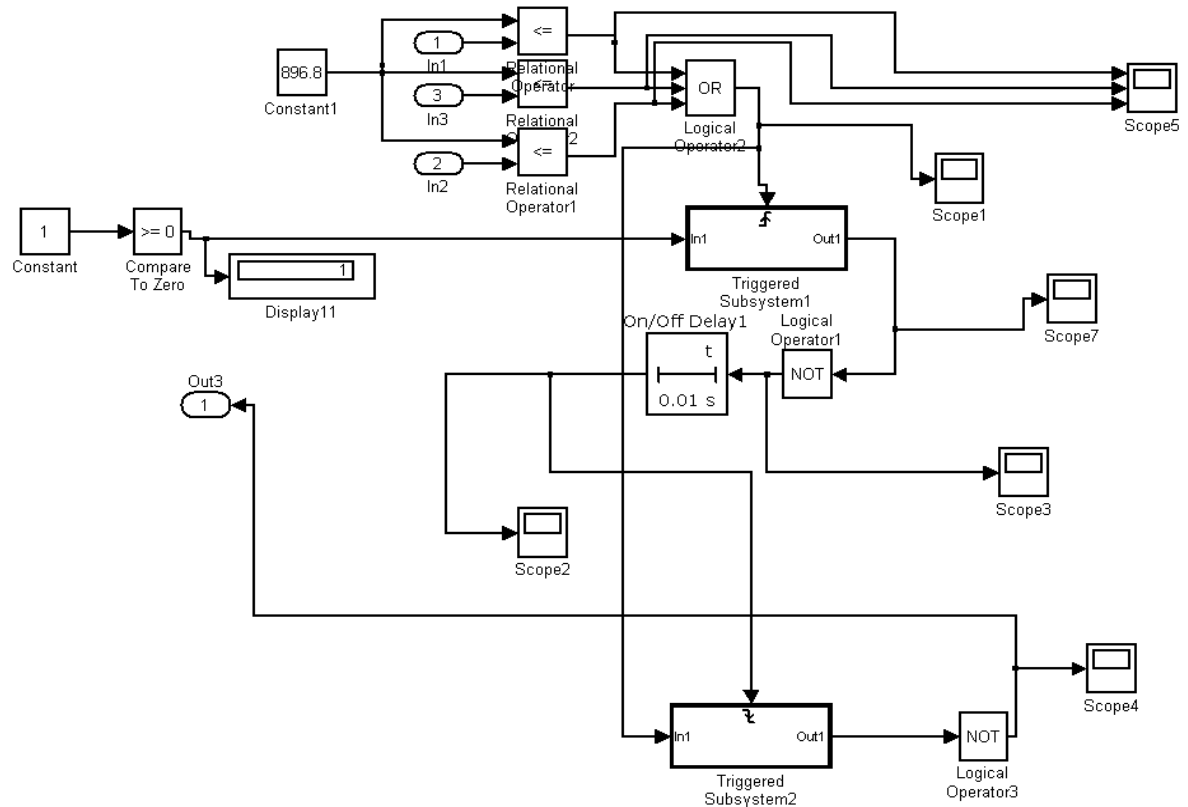 <=
1
In1
896.8
Constant1
Relational
Operator
<=
3
In3
OR
Relational
Operator2
Logical
Operator2
<=
2
In2
Relational
Operator1
Scope5
Scope1
1
Constant
>= 0
Compare
To Zero
1
Display11
In1
Out1
Triggered
Subsystem1
Scope7
On/Off Delay1
t
0.01 s
Logical
Operator1
NOT
Out3
1
Scope3
Scope2
Scope4
In1
Out1
Triggered
Subsystem2
NOT
Logical
Operator3